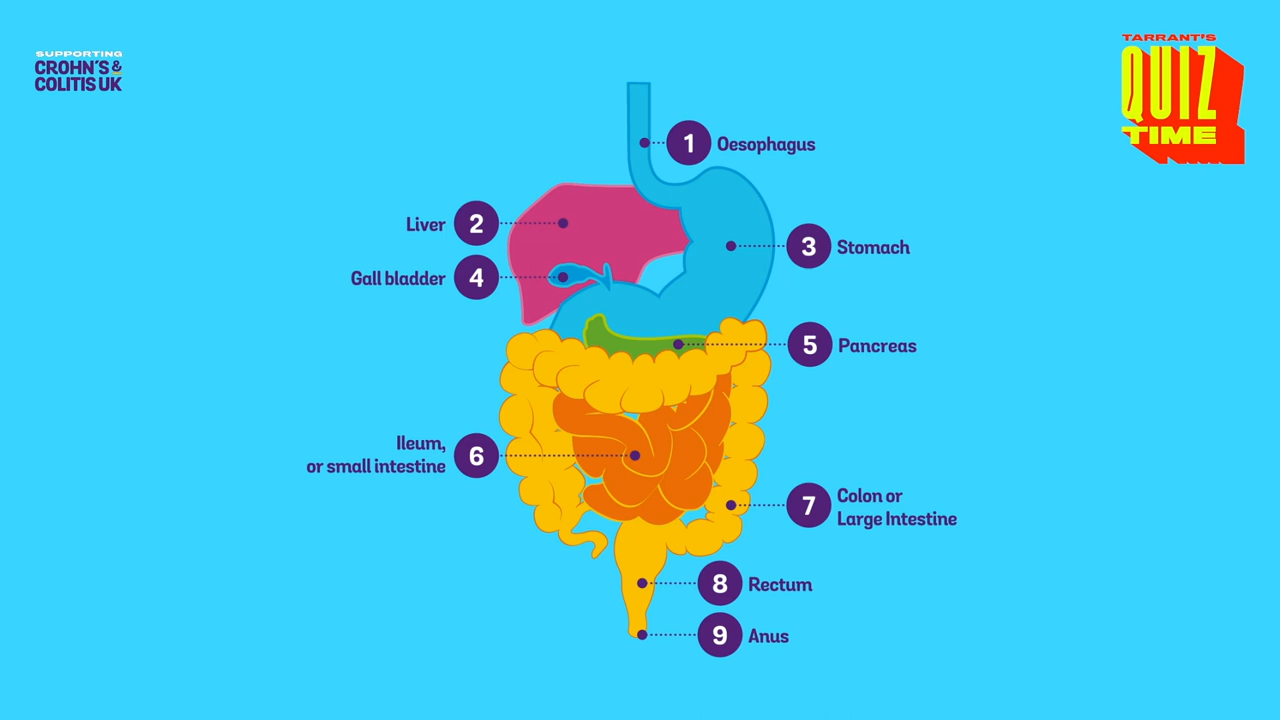 SUPPORTING
CROHN'S &
COLITIS UK
TARRANT'S
QUIZ
TIME
1 Oesophagus
Liver 2
3 Stomach
Gall bladder 4
5 Pancreas
Ileum,
or small intestine 6
7 Colon or
Large Intestine
8 Rectum
9 Anus